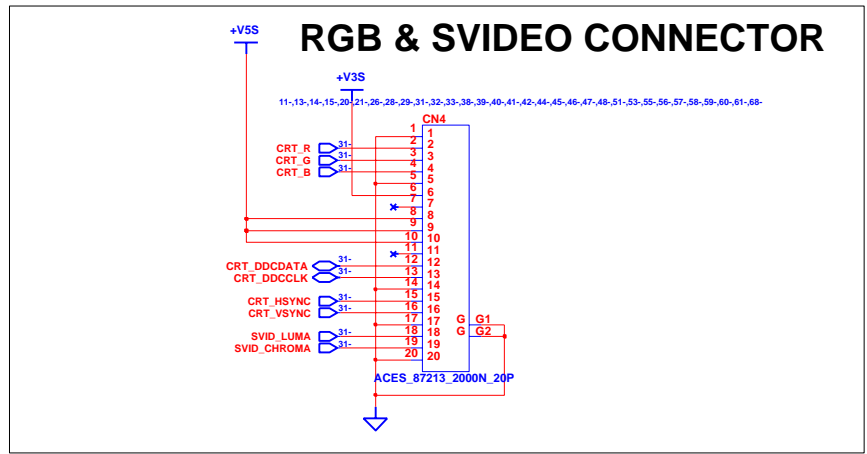 +V5S
RGB & SVIDEO CONNECTOR
+V3S
11-,13-,14-,15-,20-,21-,26-,28-,29-,31-,32-,33-,38-,39-,40-,41-,42-,44-,45-,46-,47-,48-,51-,53-,55-,56-,57-,58-,59-,60-,61-,68-
CN4
1 1
CRT_R 31- 2 2
CRT_G 31- 3 3
CRT_B 31- 4 4
5 5
6 6
7 7
8 8
9 9
10 10
11 11
CRT_DDCDATA 31- 12 12
CRT_DDCCLK 31- 13 13
14 14
CRT_HSYNC 31- 15 15
CRT_VSYNC 31- 16 16
17 17 G G1
SVID_LUMA 31- 18 18 G G2
SVID_CHROMA 31- 19 19
20 20
ACES_87213_2000N_20P